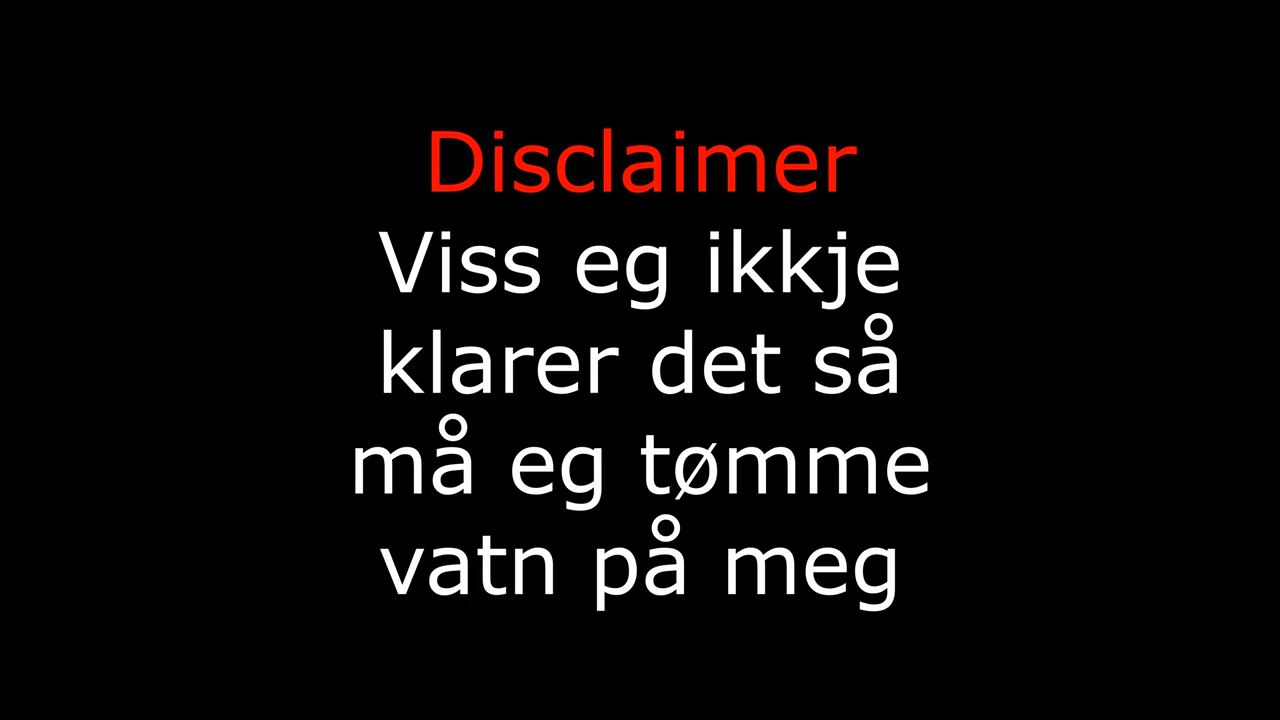 Disclaimer
Viss eg ikkje
klarer det så
må eg tømme
vatn på meg